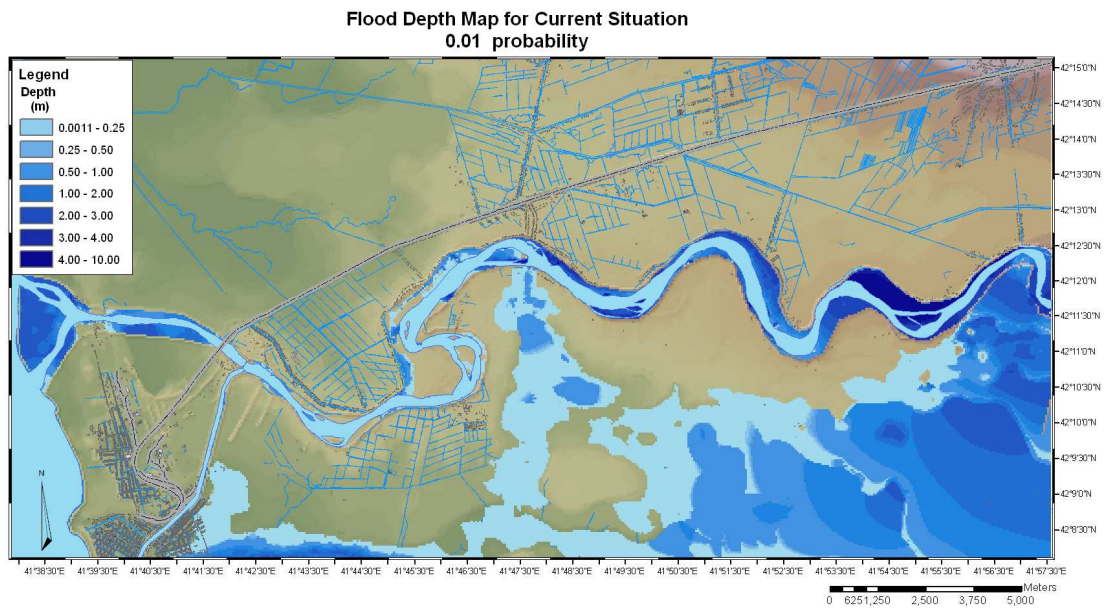 Flood Depth Map for Current Situation
0.01 probability
Legend
Depth
(m)
0.0011 - 0.25
0.25 - 0.50
0.50 - 1.00
1.00 - 2.00
2.00 - 3.00
3.00 - 4.00
4.00 - 10.00
42°15'0"N
42°14'30"N
42°14'0"N
42°13'30"N
42°13'0"N
42°12'30"N
42°12'0"N
42°11'30"N
42°11'0"N
42°10'30"N
42°10'0"N
42°9'30"N
42°9'0"N
42°8'30"N
N
41°38'30"E 41°39'30"E 41°40'30"E 41°41'30"E 41°42'30"E 41°43'30"E 41°44'30"E 41°45'30"E 41°46'30"E 41°47'30"E 41°48'30"E 41°49'30"E 41°50'30"E 41°51'30"E 41°52'30"E 41°53'30"E 41°54'30"E 41°55'30"E 41°56'30"E 41°57'30"E
Meters
0 625 1,250 2,500 3,750 5,000